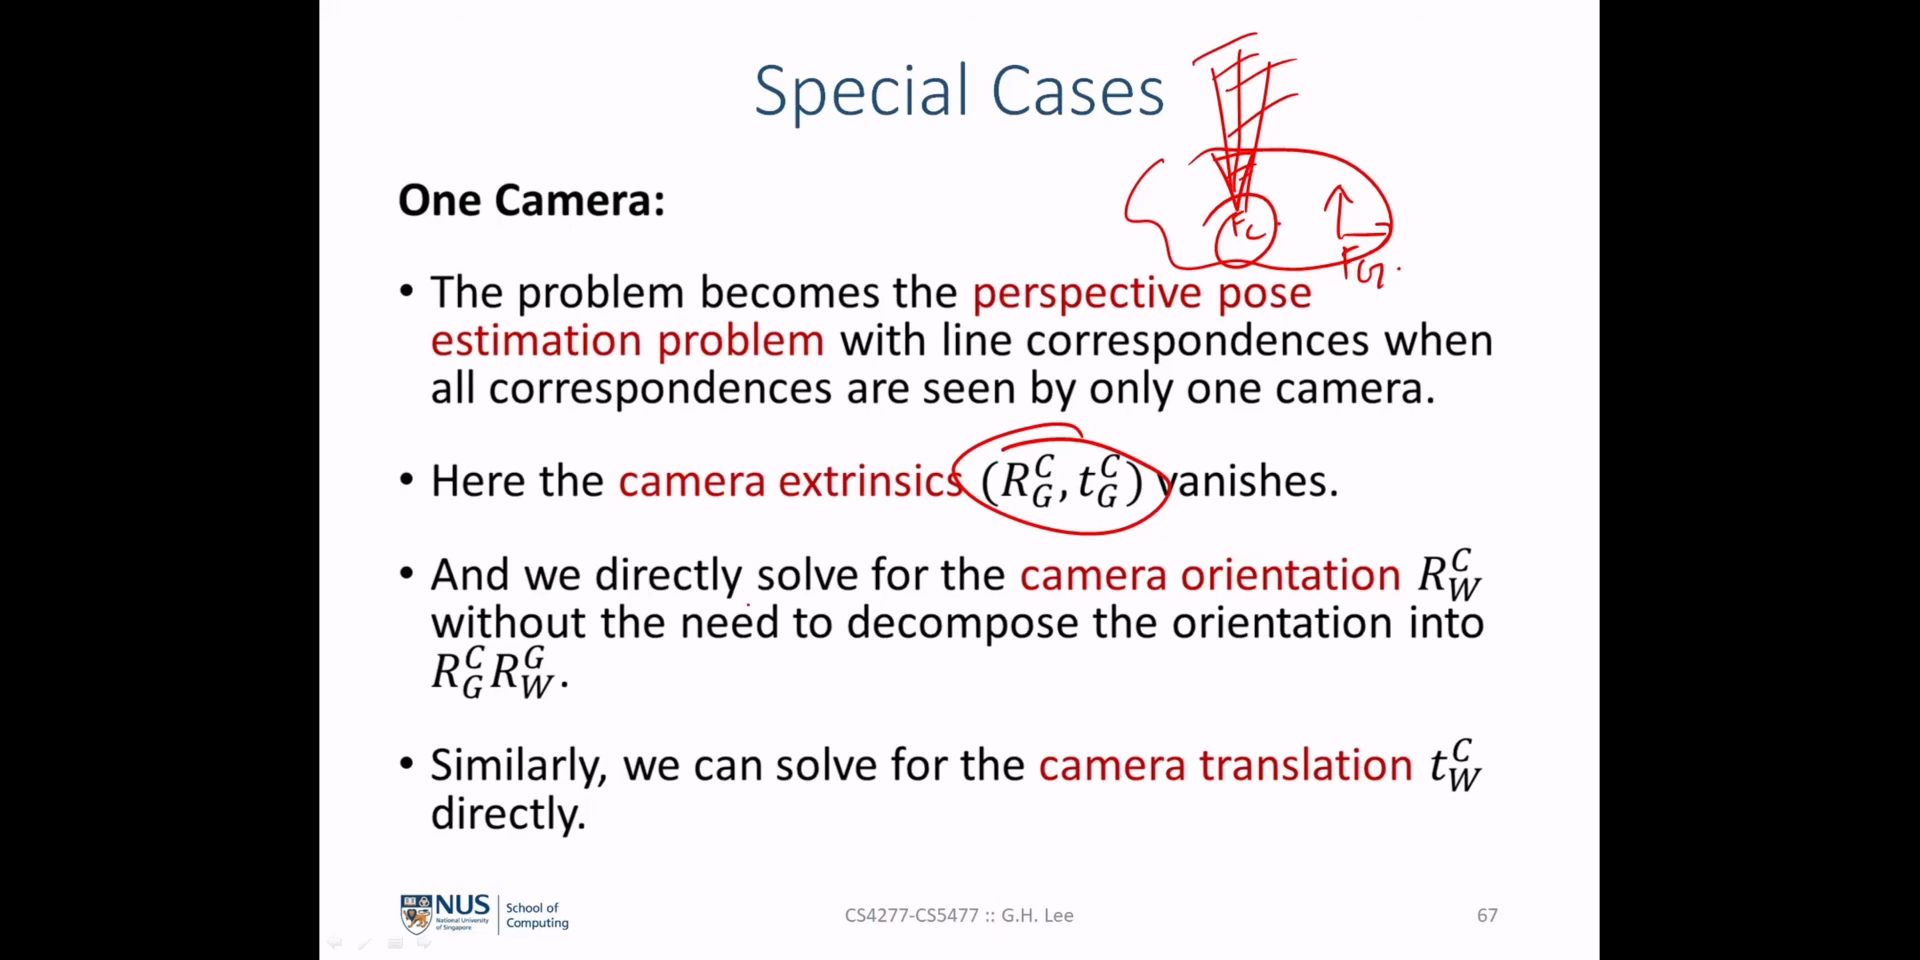 Special Cases
One Camera:
• The problem becomes the perspective pose
estimation problem with line correspondences when
all correspondences are seen by only one camera.
• Here the camera extrinsics (R_G^C, t_G^C) vanishes.
• And we directly solve for the camera orientation R_W^C
without the need to decompose the orientation into
R_G^C R_W^G.
• Similarly, we can solve for the camera translation t_W^C
directly.
Fc
FG
NUS
National University
of Singapore
School of
Computing
CS4277-CS5477 :: G.H. Lee
67